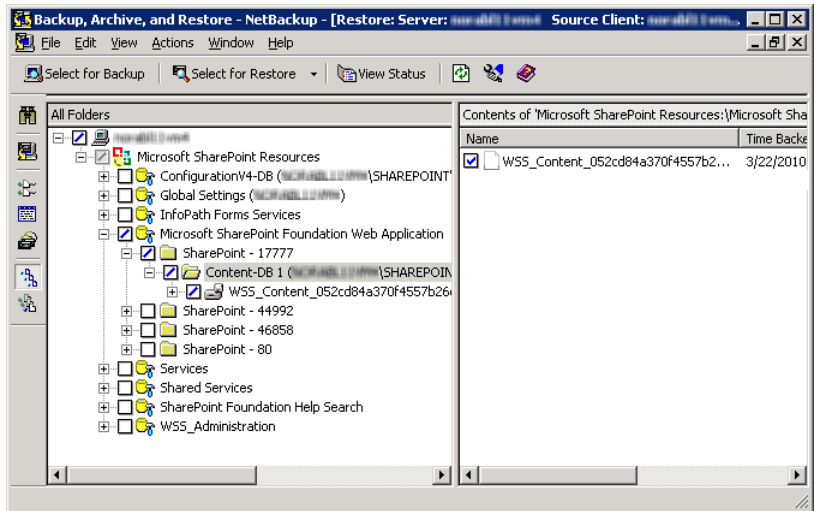 Backup, Archive, and Restore - NetBackup - [Restore: Server: Source Client:
File Edit View Actions Window Help
Select for Backup Select for Restore View Status
All Folders
Contents of 'Microsoft SharePoint Resources:\Microsoft Sha
Name Time Backe
Microsoft SharePoint Resources
WSS_Content_052cd84a370f4557b2... 3/22/2010
ConfigurationV4-DB ( \SHAREPOINT
Global Settings ( )
InfoPath Forms Services
Microsoft SharePoint Foundation Web Application
SharePoint - 17777
Content-DB 1 ( \SHAREPOIN
WSS_Content_052cd84a370f4557b26
SharePoint - 44992
SharePoint - 46858
SharePoint - 80
Services
Shared Services
SharePoint Foundation Help Search
WSS_Administration